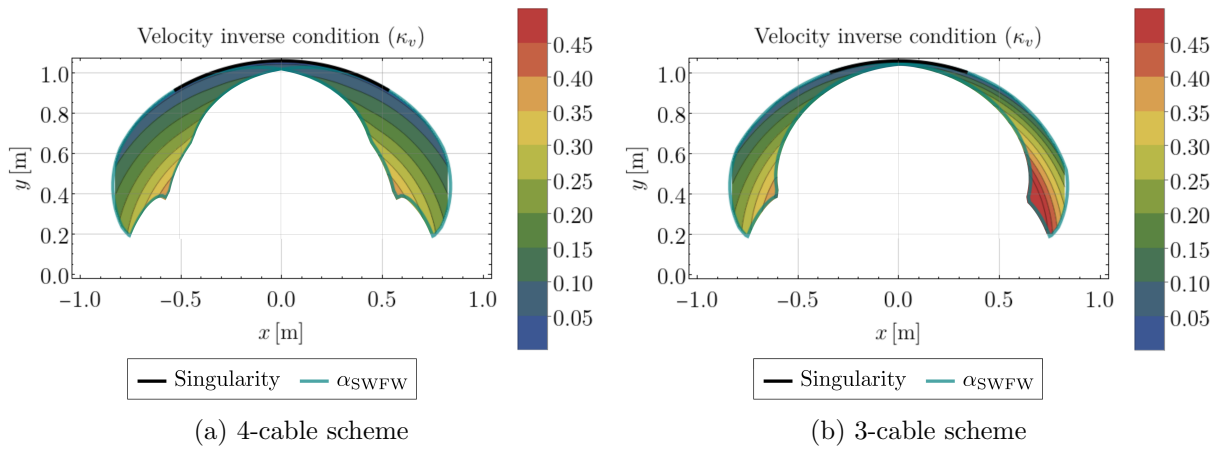 Velocity inverse condition (κᵥ)
1.0
0.8
0.6
0.4
0.2
0.0
y [m]
−1.0 −0.5 0.0 0.5 1.0
x [m]
0.45
0.40
0.35
0.30
0.25
0.20
0.15
0.10
0.05
Singularity α_SWFW
(a) 4-cable scheme
Velocity inverse condition (κᵥ)
1.0
0.8
0.6
0.4
0.2
0.0
y [m]
−1.0 −0.5 0.0 0.5 1.0
x [m]
0.45
0.40
0.35
0.30
0.25
0.20
0.15
0.10
0.05
Singularity α_SWFW
(b) 3-cable scheme